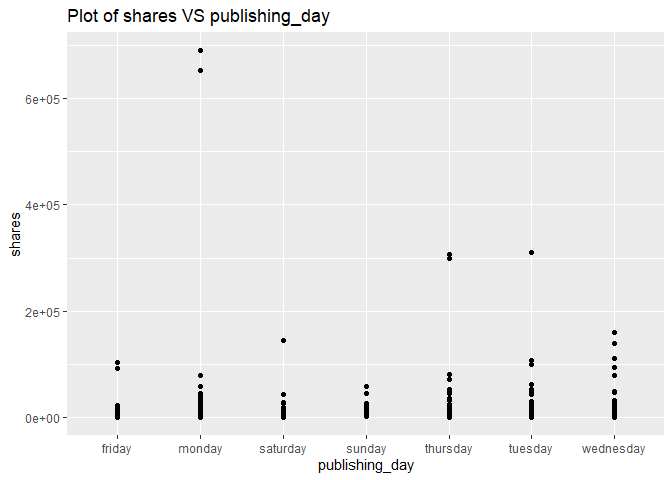 Plot of shares VS publishing_day
6e+05
4e+05
2e+05
0e+00
shares
friday monday saturday sunday thursday tuesday wednesday
publishing_day